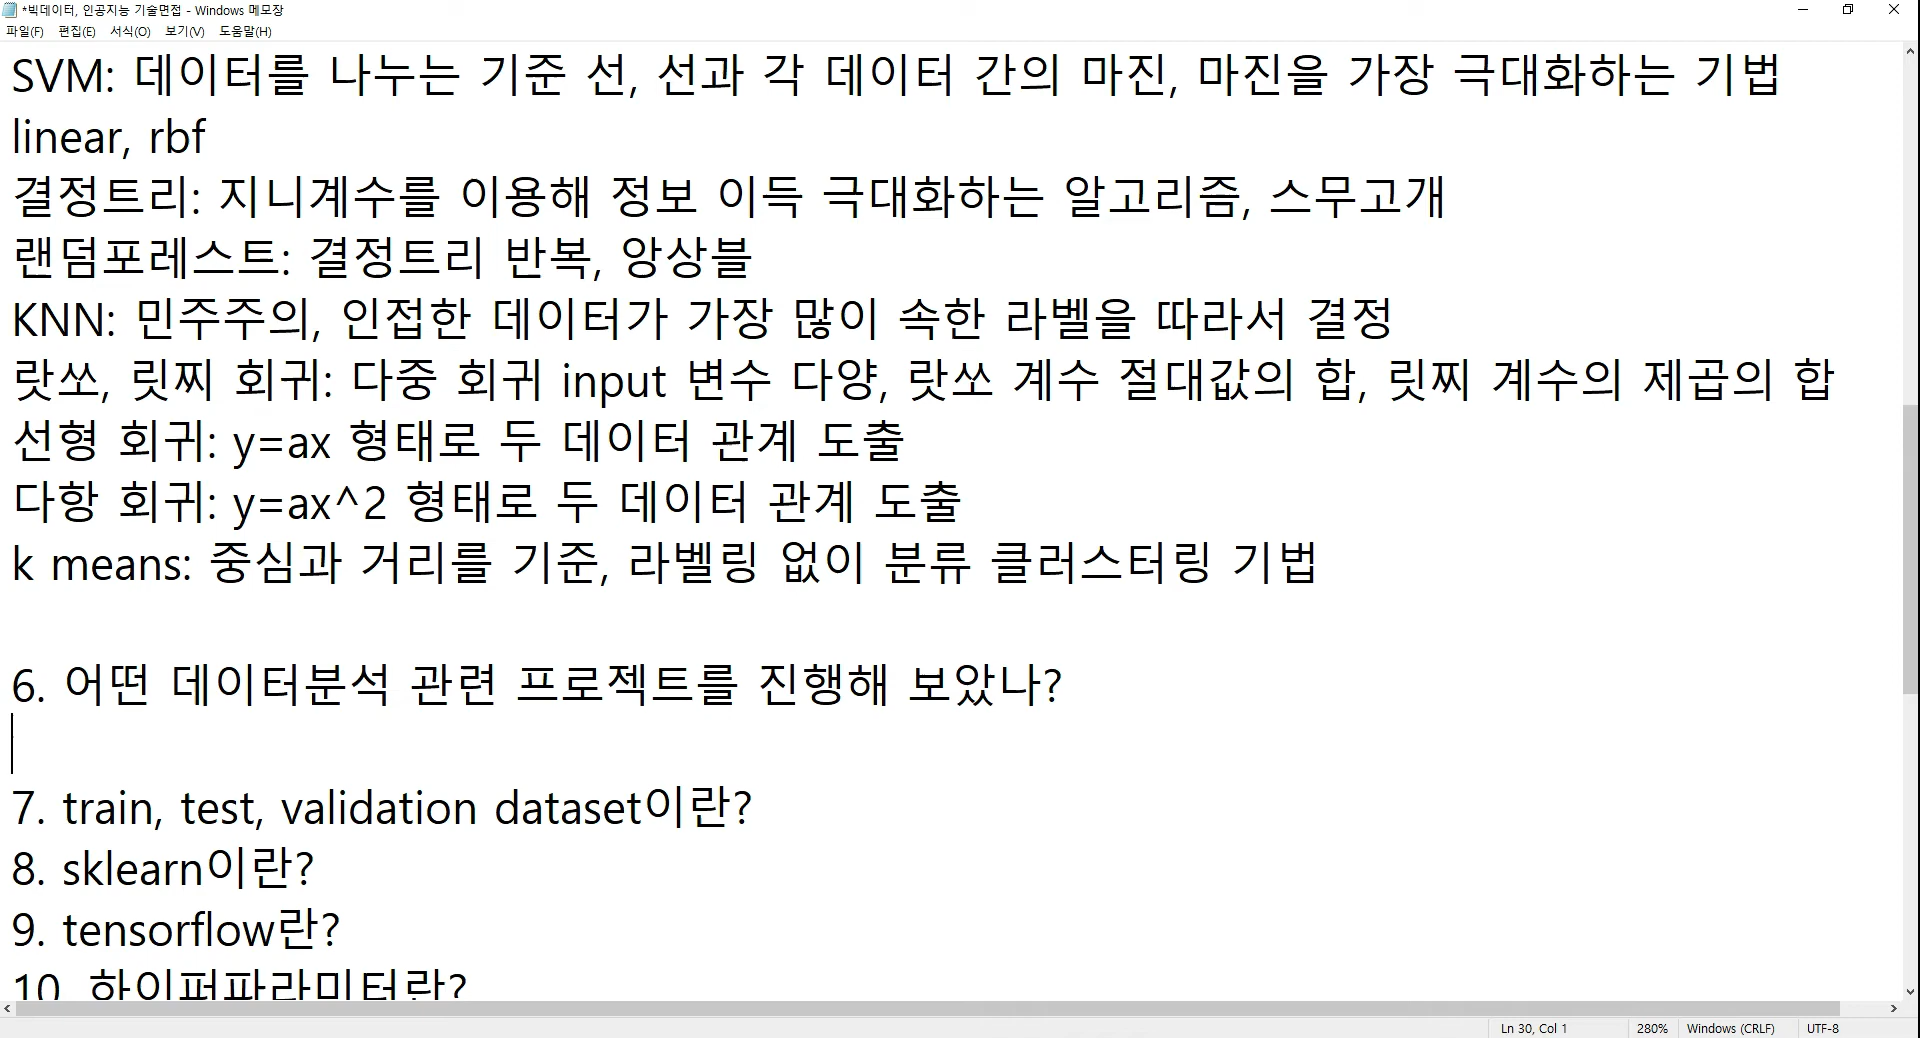 *빅데이터, 인공지능 기술면접 - Windows 메모장
파일(F) 편집(E) 서식(O) 보기(V) 도움말(H)
SVM: 데이터를 나누는 기준 선, 선과 각 데이터 간의 마진, 마진을 가장 극대화하는 기법
linear, rbf
결정트리: 지니계수를 이용해 정보 이득 극대화하는 알고리즘, 스무고개
랜덤포레스트: 결정트리 반복, 앙상블
KNN: 민주주의, 인접한 데이터가 가장 많이 속한 라벨을 따라서 결정
랏쏘, 릿찌 회귀: 다중 회귀 input 변수 다양, 랏쏘 계수 절대값의 합, 릿찌 계수의 제곱의 합
선형 회귀: y=ax 형태로 두 데이터 관계 도출
다항 회귀: y=ax^2 형태로 두 데이터 관계 도출
k means: 중심과 거리를 기준, 라벨링 없이 분류 클러스터링 기법
6. 어떤 데이터분석 관련 프로젝트를 진행해 보았나?
7. train, test, validation dataset이란?
8. sklearn이란?
9. tensorflow란?
10. 하이퍼파라미터란?
Ln 30, Col 1 280% Windows (CRLF) UTF-8